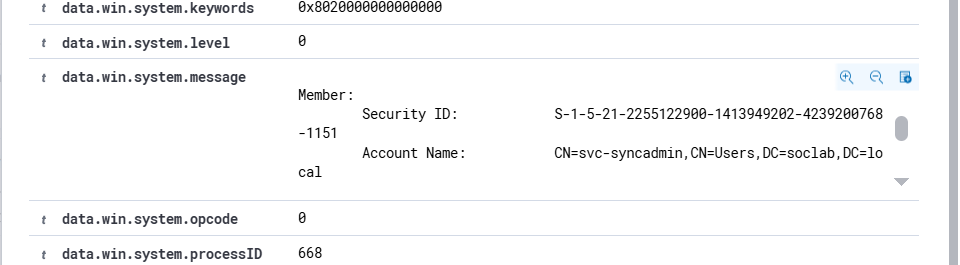 t data.win.system.keywords 0x8020000000000000
t data.win.system.level 0
t data.win.system.message
Member:
Security ID: S-1-5-21-2255122900-1413949202-4239200768
-1151
Account Name: CN=svc-syncadmin,CN=Users,DC=soclab,DC=lo
cal
t data.win.system.opcode 0
t data.win.system.processID 668